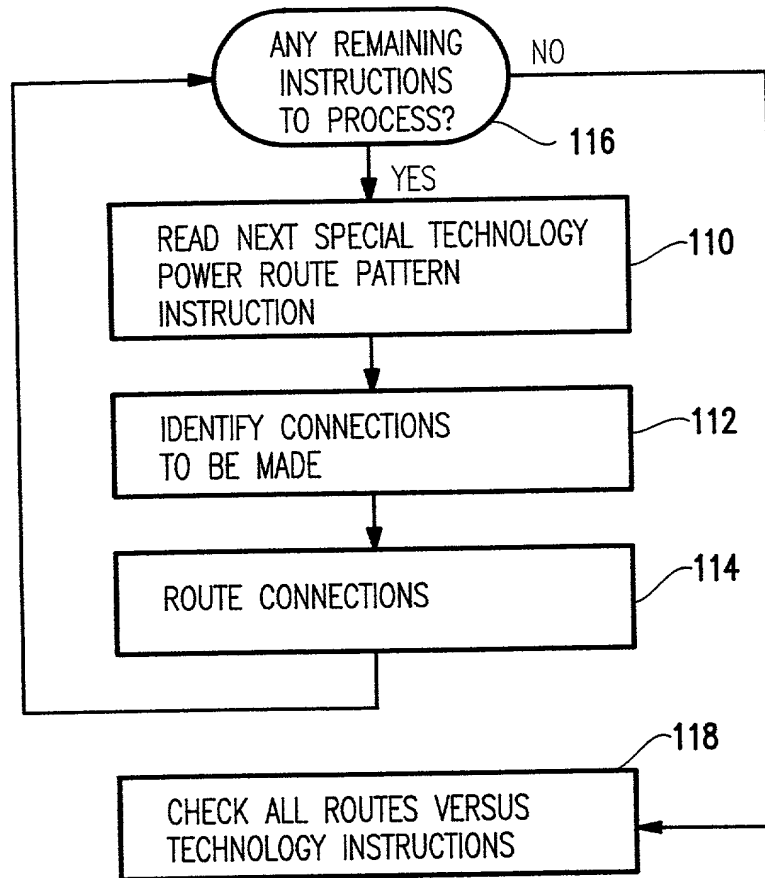 ANY REMAINING
INSTRUCTIONS
TO PROCESS?
NO
116
YES
READ NEXT SPECIAL TECHNOLOGY
POWER ROUTE PATTERN
INSTRUCTION
110
IDENTIFY CONNECTIONS
TO BE MADE
112
ROUTE CONNECTIONS
114
118
CHECK ALL ROUTES VERSUS
TECHNOLOGY INSTRUCTIONS